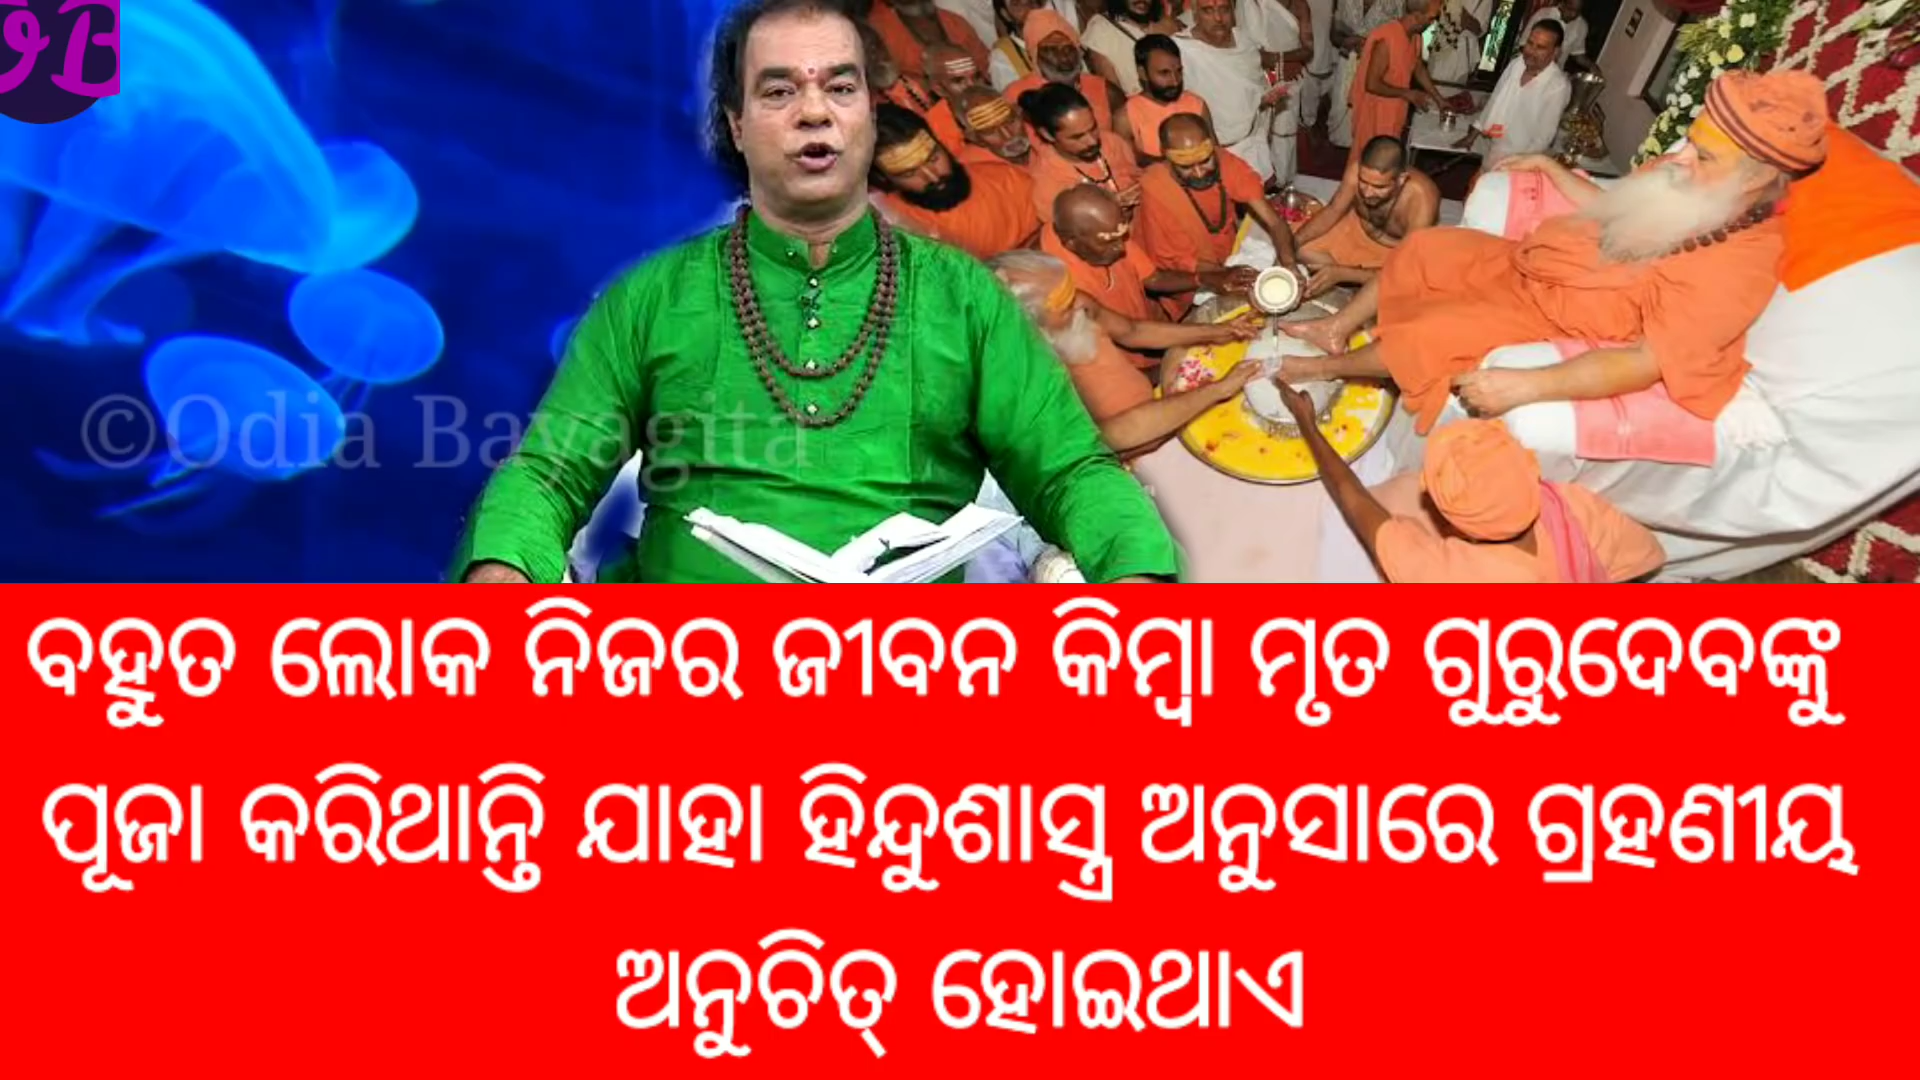 ©Odia Bayagita
ବହୁତ ଲୋକ ନିଜର ଜୀବନ କିମ୍ବା ମୃତ ଗୁରୁଦେବଙ୍କୁ
ପୂଜା କରିଥାନ୍ତି ଯାହା ହିନ୍ଦୁଶାସ୍ତ୍ର ଅନୁସାରେ ଗ୍ରହଣୀୟ
ଅନୁଚିତ୍ ହୋଇଥାଏ